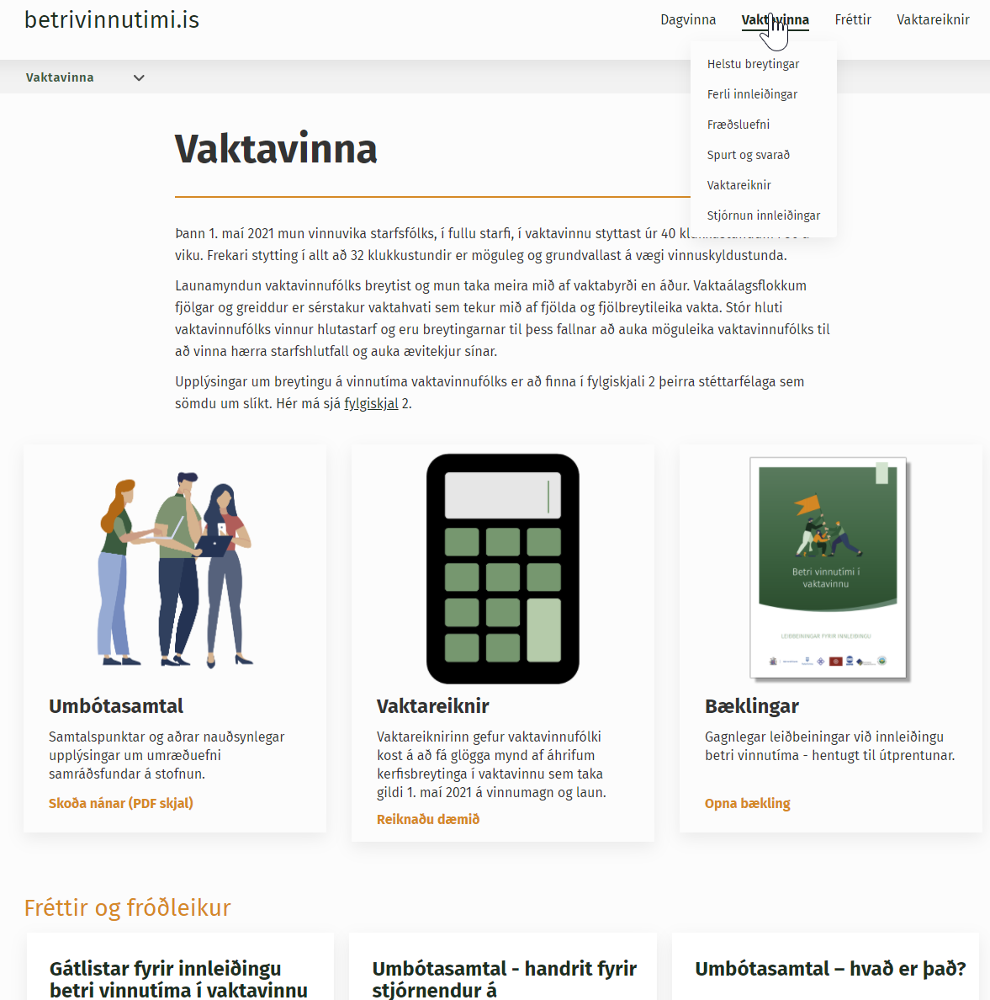 betrivinnutimi.is
Dagvinna
Vaktavinna
Fréttir
Vaktareiknir
Helstu breytingar
Ferli innleiðingar
Fræðsluefni
Spurt og svarað
Vaktareiknir
Stjórnun innleiðingar
Vaktavinna
Vaktavinna
Þann 1. maí 2021 mun vinnuvika starfsfólks, í fullu starfi, í vaktavinnu styttast úr 40
viku. Frekari stytting í allt að 32 klukkustundir er möguleg og grundvallast á vægi vinnuskyldustunda.
Launamyndun vaktavinnufólks breytist og mun taka meira mið af vaktabyrði en áður. Vaktaálagsflokkum
fjölgar og greiddur er sérstakur vaktahvati sem tekur mið af fjölda og fjölbreytileika vakta. Stór hluti
vaktavinnufólks vinnur hlutastarf og eru breytingarnar til þess fallnar að auka möguleika vaktavinnufólks til
að vinna hærra starfshlutfall og auka ævitekjur sínar.
Upplýsingar um breytingu á vinnutíma vaktavinnufólks er að finna í fylgiskjali 2 þeirra stéttarfélaga sem
sömdu um slíkt. Hér má sjá fylgiskjal 2.
Umbótasamtal
Samtalspunktar og aðrar nauðsynlegar
upplýsingar um umræðuefni
samráðsfundar á stofnun.
Skoða nánar (PDF skjal)
Vaktareiknir
Vaktareiknirinn gefur vaktavinnufólki
kost á að fá glögga mynd af áhrifum
kerfisbreytinga í vaktavinnu sem taka
gildi 1. maí 2021 á vinnumagn og laun.
Reiknaðu dæmið
Betri vinnutími í
vaktavinnu
LEIÐBEININGAR FYRIR INNLEIÐINGU
Bæklingar
Gagnlegar leiðbeiningar við innleiðingu
betri vinnutíma - hentugt til útprentunar.
Opna bækling
Fréttir og fróðleikur
Gátlistar fyrir innleiðingu
betri vinnutíma í vaktavinnu
Umbótasamtal - handrit fyrir
stjórnendur á
Umbótasamtal – hvað er það?